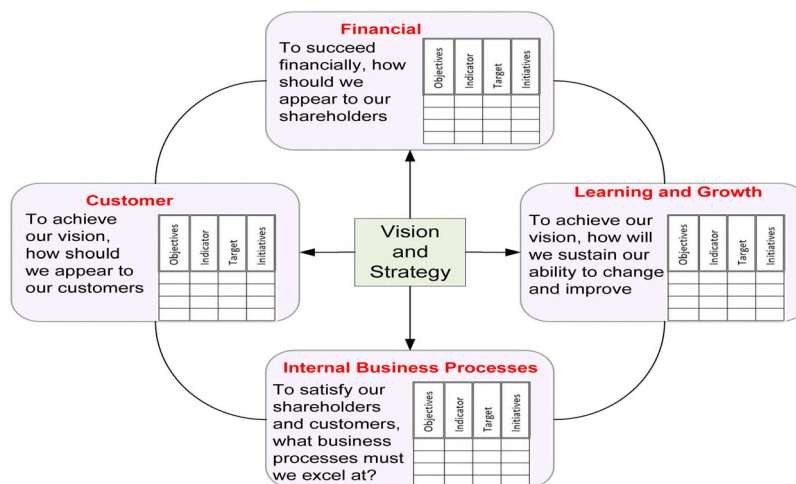 Financial
To succeed
financially, how
should we
appear to our
shareholders
Objectives
Indicator
Target
Initiatives
Customer
To achieve
our vision,
how should
we appear to
our customers
Objectives
Indicator
Target
Initiatives
Vision
and
Strategy
Learning and Growth
To achieve our
vision, how will
we sustain our
ability to change
and improve
Objectives
Indicator
Target
Initiatives
Internal Business Processes
To satisfy our
shareholders
and customers,
what business
processes must
we excel at?
Objectives
Indicator
Target
Initiatives